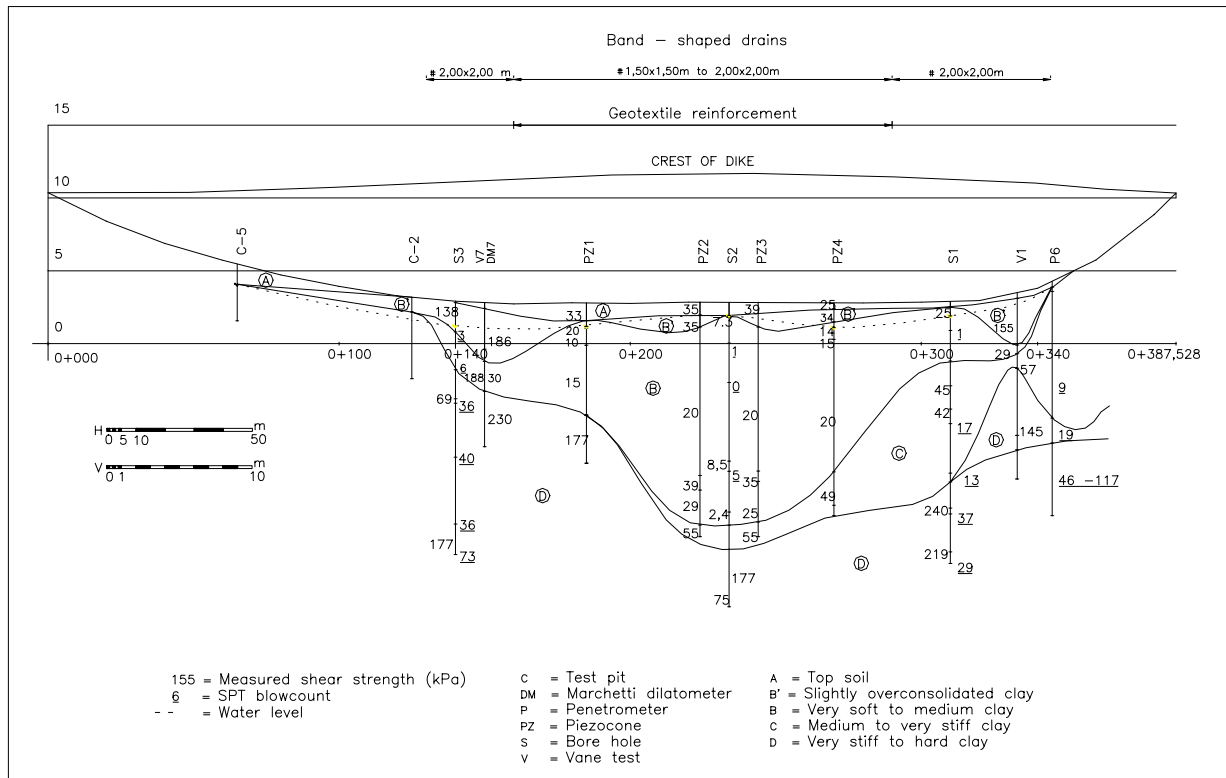 Band - shaped drains
# 2,00x2,00 m #1,50x1,50m to 2,00x2,00m # 2,00x2,00m
15
Geotextile reinforcement
CREST OF DIKE
10
C-5 C-2 S3 V7 DM7 PZ1 PZ2 S2 PZ3 PZ4 S1 V1 P6
5
A
B' 138 33 A 35 39 25 B' 25 B'
0 20 B 35 7.5 34 1 155
3 186 10 1 14 15 29
0+000 0+100 0+140 0+200 0+300 0+340 0+387,528
6 188 30 15 B 0 57 9
69 36 230 20 20 20 45 42
177 17 145 D 19
H 0 5 10 50 m
40 8,5 5 C
V 0 1 10 m
39 35 13 46 -117
D 29 2,4 25 49 240 37
36 55 55
177 73 177 D 219 29
75
155 = Measured shear strength (kPa)
6 = SPT blowcount
- - = Water level
C = Test pit
DM = Marchetti dilatometer
P = Penetrometer
PZ = Piezocone
S = Bore hole
V = Vane test
A = Top soil
B' = Slightly overconsolidated clay
B = Very soft to medium clay
C = Medium to very stiff clay
D = Very stiff to hard clay